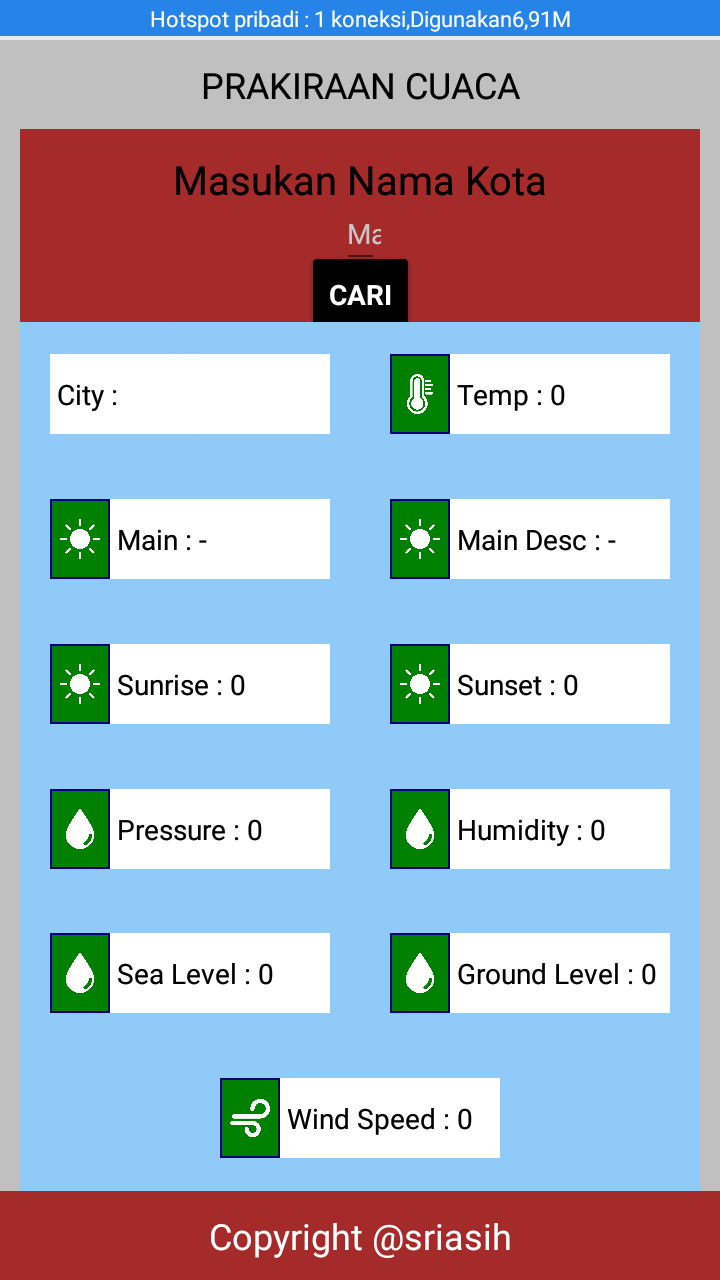 Hotspot pribadi : 1 koneksi,Digunakan6,91M
PRAKIRAAN CUACA
Masukan Nama Kota
Ma
CARI
City :
Temp : 0
Main : -
Main Desc : -
Sunrise : 0
Sunset : 0
Pressure : 0
Humidity : 0
Sea Level : 0
Ground Level : 0
Wind Speed : 0
Copyright @sriasih